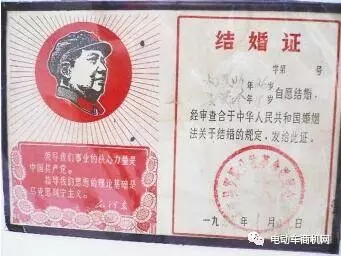 领导我们事业的核心力量是
中国共产党。
指导我们思想的理论基础是
马克思列宁主义。
毛泽东
结婚证
字第 号
年
年 自愿结婚,
经审查合于中华人民共和国婚姻
法关于结婚的规定,发给此证。
一九 年 月 日
电动车商机网